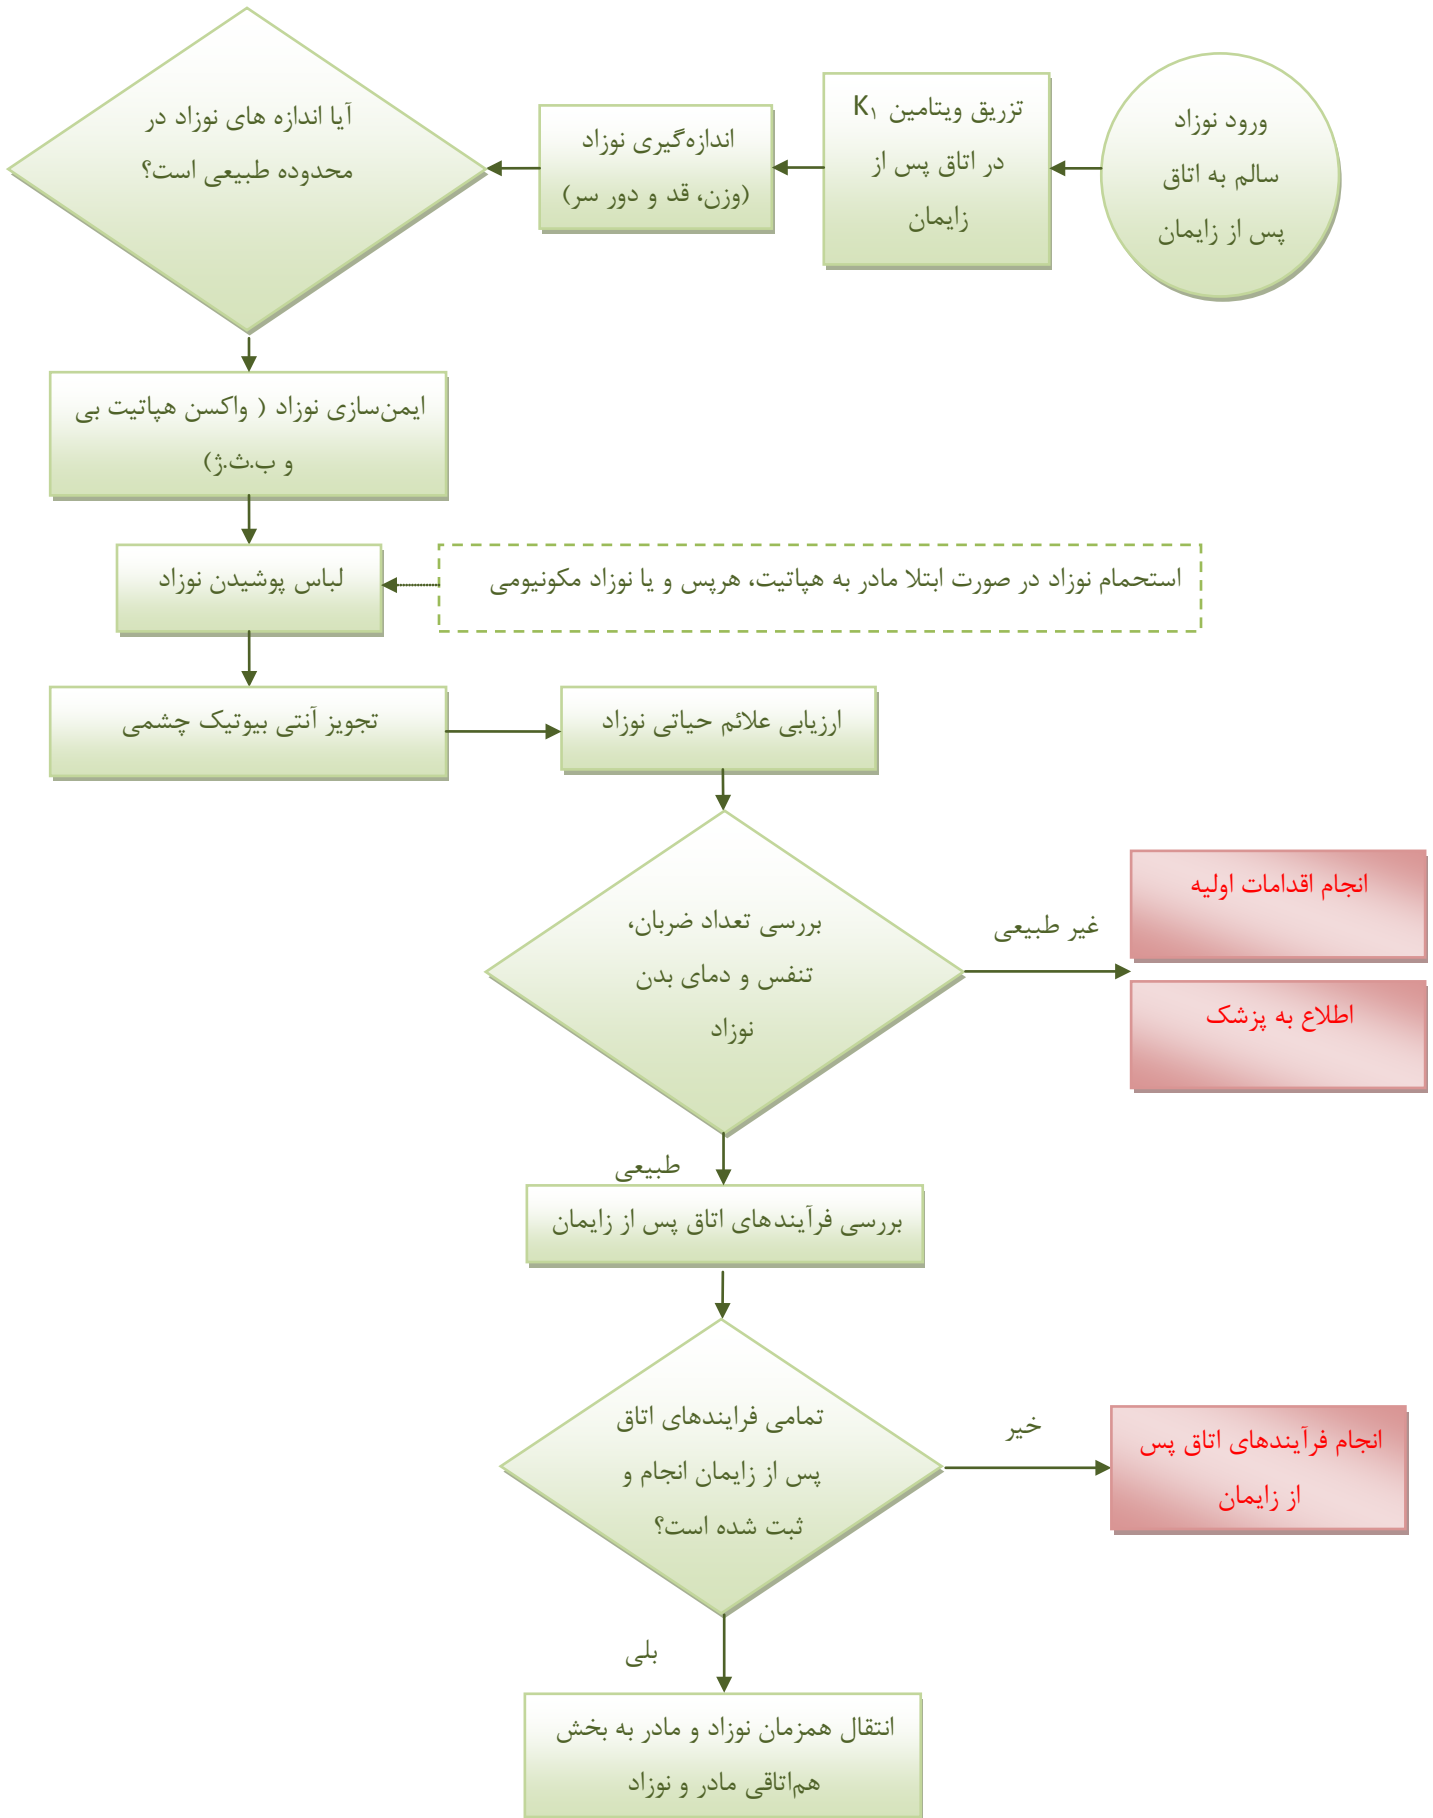 ورود نوزاد
سالم به اتاق
پس از زایمان
تزریق ویتامین K۱
در اتاق پس از
زایمان
اندازه‌گیری نوزاد
(وزن، قد و دور سر)
آیا اندازه های نوزاد در
محدوده طبیعی است؟
ایمن‌سازی نوزاد ( واکسن هپاتیت بی
و ب.ث.ژ)
لباس پوشیدن نوزاد
استحمام نوزاد در صورت ابتلا مادر به هپاتیت، هرپس و یا نوزاد مکونیومی
تجویز آنتی بیوتیک چشمی
ارزیابی علائم حیاتی نوزاد
بررسی تعداد ضربان،
تنفس و دمای بدن
نوزاد
غیر طبیعی
انجام اقدامات اولیه
اطلاع به پزشک
طبیعی
بررسی فرآیندهای اتاق پس از زایمان
تمامی فرایندهای اتاق
پس از زایمان انجام و
ثبت شده است؟
خیر
انجام فرآیندهای اتاق پس
از زایمان
بلی
انتقال همزمان نوزاد و مادر به بخش
هم‌اتاقی مادر و نوزاد